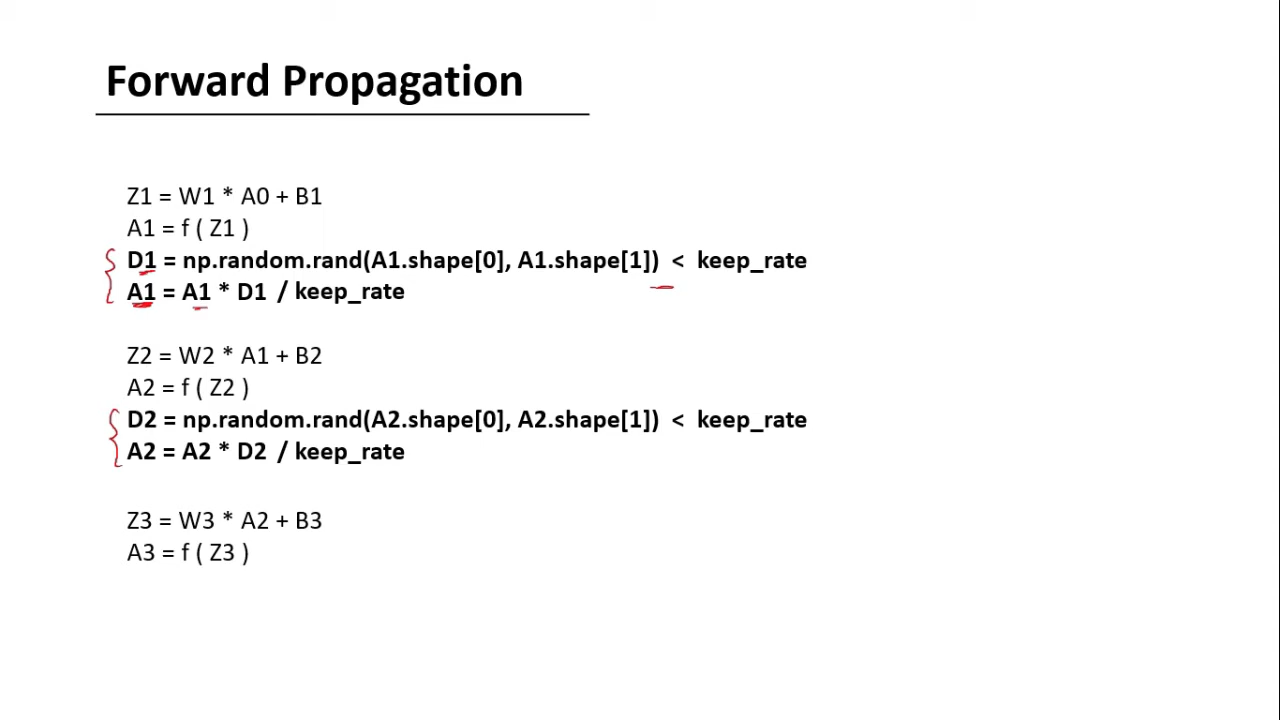 Forward Propagation
Z1 = W1 * A0 + B1
A1 = f ( Z1 )
D1 = np.random.rand(A1.shape[0], A1.shape[1]) < keep_rate
A1 = A1 * D1 / keep_rate
Z2 = W2 * A1 + B2
A2 = f ( Z2 )
D2 = np.random.rand(A2.shape[0], A2.shape[1]) < keep_rate
A2 = A2 * D2 / keep_rate
Z3 = W3 * A2 + B3
A3 = f ( Z3 )